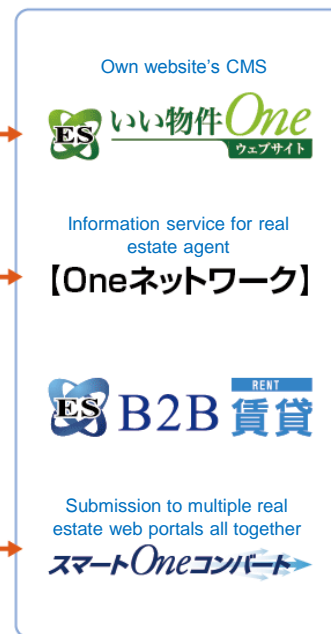 Own website's CMS
ES いい物件One
ウェブサイト
Information service for real
estate agent
【Oneネットワーク】
RENT
ES B2B 賃貸
Submission to multiple real
estate web portals all together
スマートOneコンバート